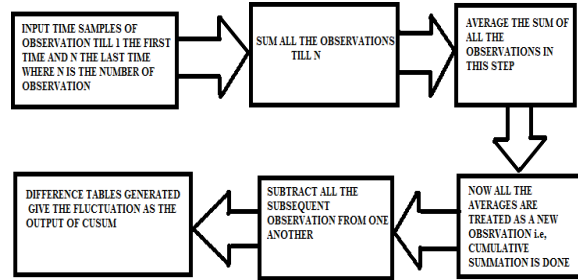 INPUT TIME SAMPLES OF
OBSERVATION TILL 1 THE FIRST
TIME AND N THE LAST TIME
WHERE N IS THE NUMBER OF
OBSERVATION
SUM ALL THE OBSERVATIONS
TILL N
AVERAGE THE SUM OF
ALL THE
OBSERVATIONS IN
THIS STEP
NOW ALL THE
AVERAGES ARE
TREATED AS A NEW
OBSRVATION i.e,
CUMULATIVE
SUMMATION IS DONE
SUBTRACT ALL THE
SUBSEQUENT
OBSERVATION FROM ONE
ANOTHER
DIFFERENCE TABLES GENERATED
GIVE THE FLUCTUATION AS THE
OUTPUT OF CUSUM